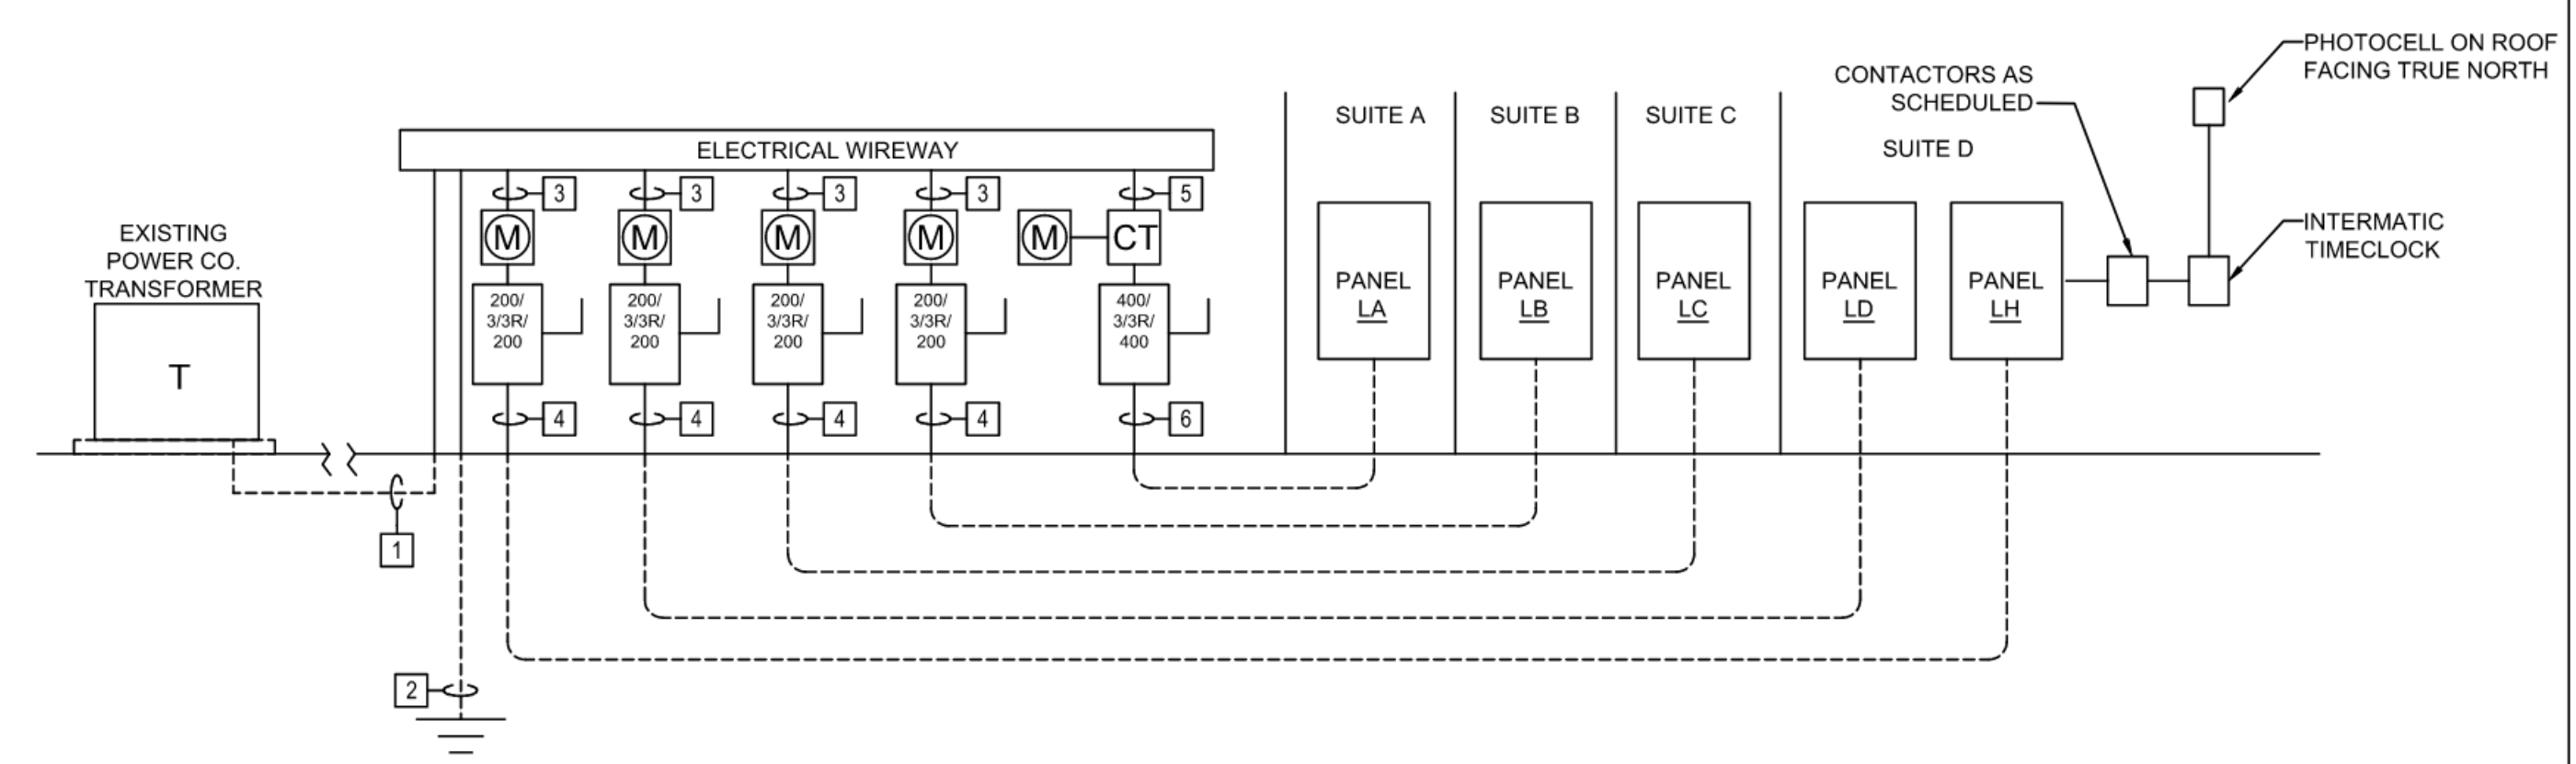 PHOTOCELL ON ROOF
FACING TRUE NORTH
CONTACTORS AS
SCHEDULED
SUITE A
SUITE B
SUITE C
SUITE D
ELECTRICAL WIREWAY
3
3
3
3
5
M
M
M
M
M
CT
INTERMATIC
TIMECLOCK
EXISTING
POWER CO.
TRANSFORMER
T
200/
3/3R/
200
200/
3/3R/
200
200/
3/3R/
200
200/
3/3R/
200
400/
3/3R/
400
PANEL
LA
PANEL
LB
PANEL
LC
PANEL
LD
PANEL
LH
4
4
4
4
6
1
2